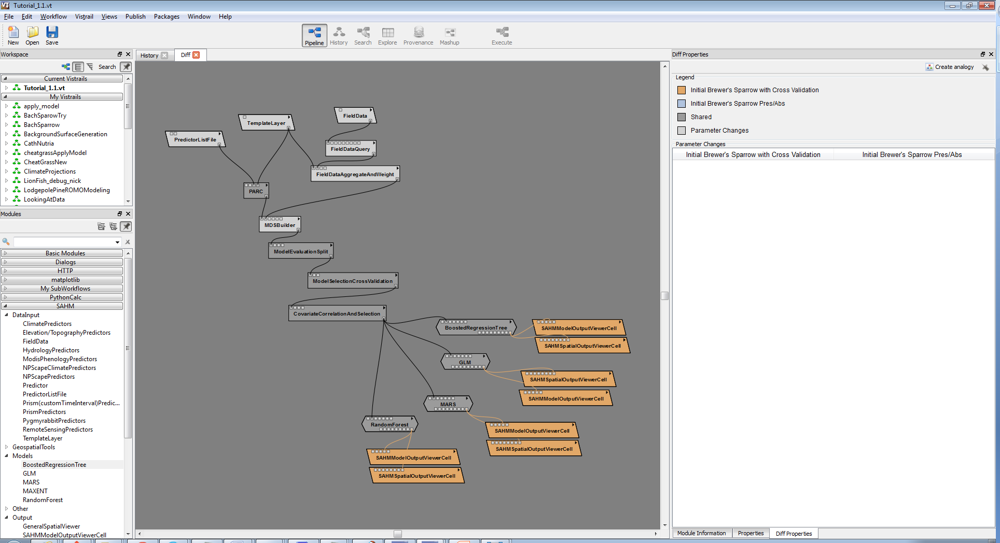 Tutorial_1.1.vt
File Edit Workflow Vistrail Views Publish Packages Window Help
New Open Save Pipeline History Search Explore Provenance Mashup Execute
Workspace
Search
Current Vistrails
Tutorial_1.1.vt
My Vistrails
apply_model
BachSparowTry
BachSparrow
BackgroundSurfaceGeneration
CathNutria
cheatgrassApplyModel
CheatGrassNew
ClimateProjections
LionFish_debug_nick
LodgepolePineROMOModeling
LookingAtData
Modules
Basic Modules
Dialogs
HTTP
matplotlib
My SubWorkflows
PythonCalc
SAHM
DataInput
ClimatePredictors
Elevation/TopographyPredictors
FieldData
HydrologyPredictors
ModisPhenologyPredictors
NPScapeClimatePredictors
NPScapePredictors
Predictor
PredictorListFile
Prism(customTimeInterval)Predic...
PrismPredictors
PygmyrabbitPredictors
RemoteSensingPredictors
TemplateLayer
GeospatialTools
Models
BoostedRegressionTree
GLM
MARS
MAXENT
RandomForest
Other
Output
GeneralSpatialViewer
SAHMModelOutputViewerCell
History Diff
FieldData
TemplateLayer
PredictorListFile
FieldDataQuery
FieldDataAggregateAndWeight
PARC
MDSBuilder
ModelEvaluationSplit
ModelSelectionCrossValidation
CovariateCorrelationAndSelection
BoostedRegressionTree
SAHMModelOutputViewerCell
SAHMSpatialOutputViewerCell
GLM
SAHMSpatialOutputViewerCell
SAHMModelOutputViewerCell
MARS
RandomForest
SAHMModelOutputViewerCell
SAHMSpatialOutputViewerCell
SAHMModelOutputViewerCell
SAHMSpatialOutputViewerCell
Diff Properties
Create analogy
Legend
Initial Brewer's Sparrow with Cross Validation
Initial Brewer's Sparrow Pres/Abs
Shared
Parameter Changes
Parameter Changes
Initial Brewer's Sparrow with Cross Validation Initial Brewer's Sparrow Pres/Abs
Module Information Properties Diff Properties